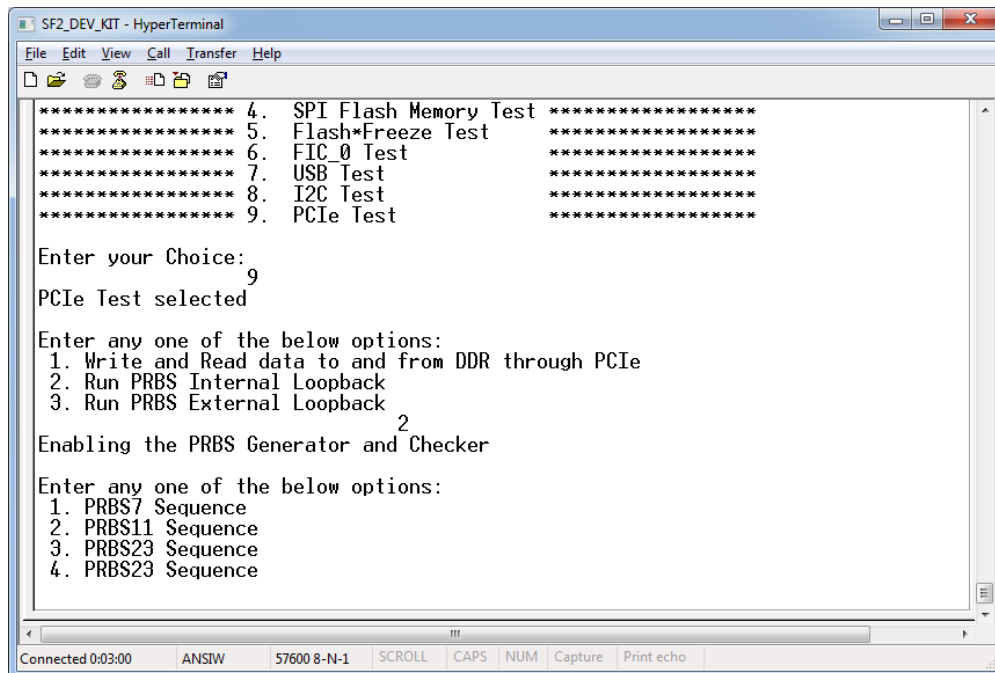 SF2_DEV_KIT - HyperTerminal
File Edit View Call Transfer Help
***************** 4. SPI Flash Memory Test ******************
***************** 5. Flash*Freeze Test ******************
***************** 6. FIC_0 Test ******************
***************** 7. USB Test ******************
***************** 8. I2C Test ******************
***************** 9. PCIe Test ******************
Enter your Choice:
9
PCIe Test selected
Enter any one of the below options:
1. Write and Read data to and from DDR through PCIe
2. Run PRBS Internal Loopback
3. Run PRBS External Loopback
2
Enabling the PRBS Generator and Checker
Enter any one of the below options:
1. PRBS7 Sequence
2. PRBS11 Sequence
3. PRBS23 Sequence
4. PRBS23 Sequence
Connected 0:03:00 ANSIW 57600 8-N-1 SCROLL CAPS NUM Capture Print echo